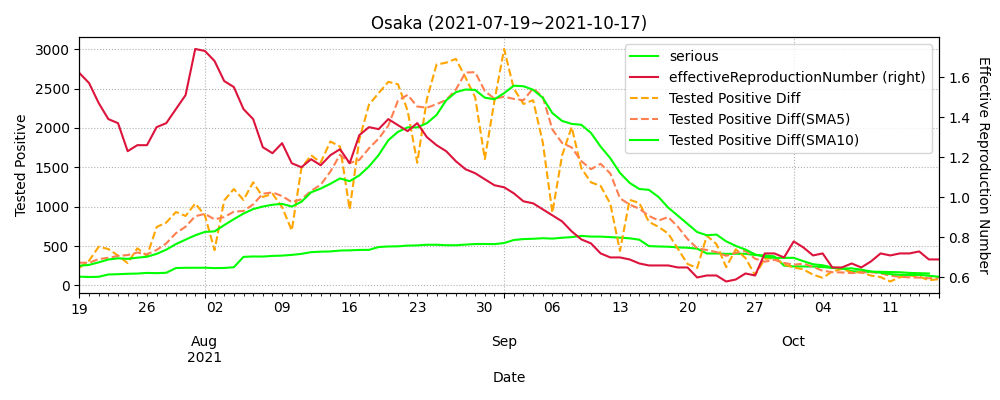 Osaka (2021-07-19~2021-10-17)
3000
2500
2000
1500
1000
500
0
Tested Positive
serious
effectiveReproductionNumber (right)
Tested Positive Diff
Tested Positive Diff(SMA5)
Tested Positive Diff(SMA10)
1.6
1.4
1.2
1.0
0.8
0.6
Effective Reproduction Number
19 26 02 09 16 23 30 06 13 20 27 04 11
Aug Sep Oct
2021
Date